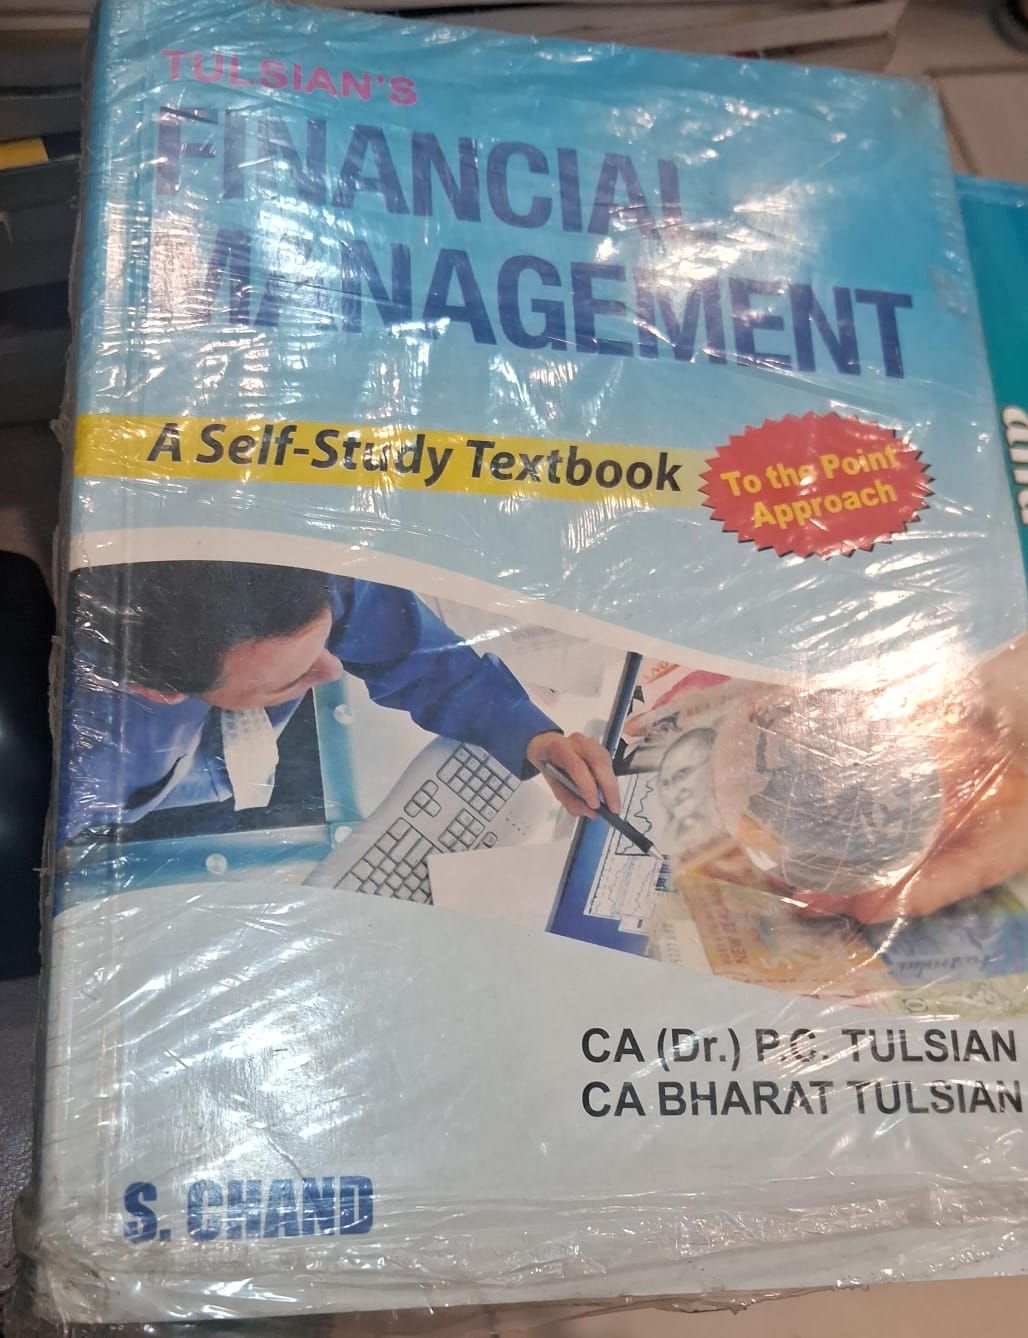 TULSIAN'S
FINANCIAL
MANAGEMENT
A Self-Study Textbook
To the Point
Approach
CA (Dr.) P.C. TULSIAN
CA BHARAT TULSIAN
S. CHAND